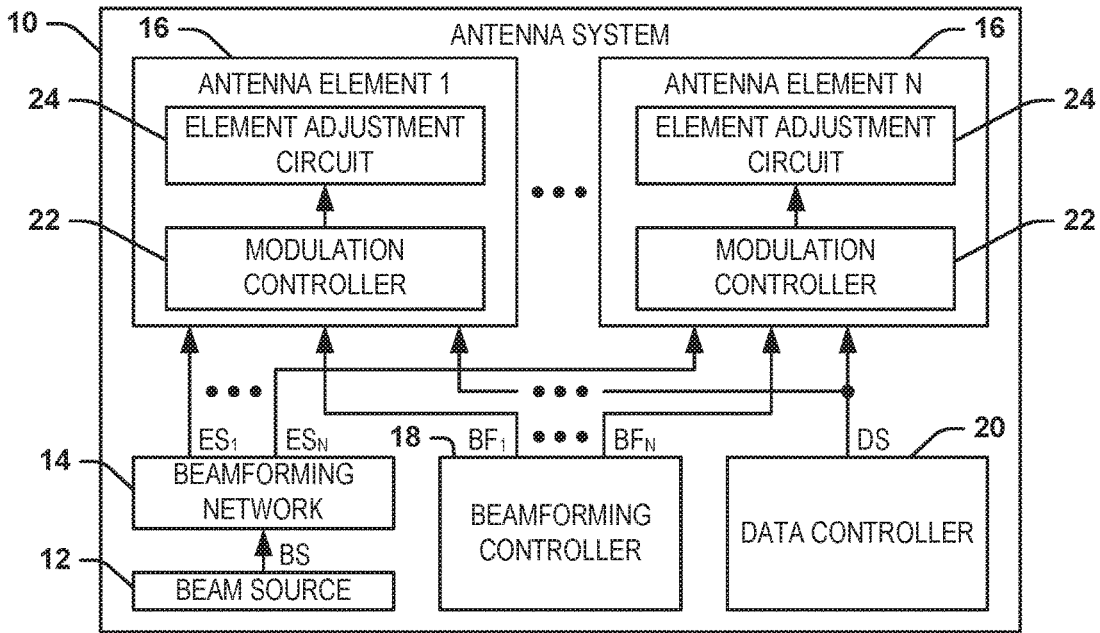 10
16
ANTENNA SYSTEM
16
ANTENNA ELEMENT 1
ANTENNA ELEMENT N
24
ELEMENT ADJUSTMENT
CIRCUIT
ELEMENT ADJUSTMENT
CIRCUIT
24
22
MODULATION
CONTROLLER
MODULATION
CONTROLLER
22
ES1
ESN
18
BF1
BFN
DS
20
14
BEAMFORMING
NETWORK
BEAMFORMING
CONTROLLER
DATA CONTROLLER
BS
12
BEAM SOURCE